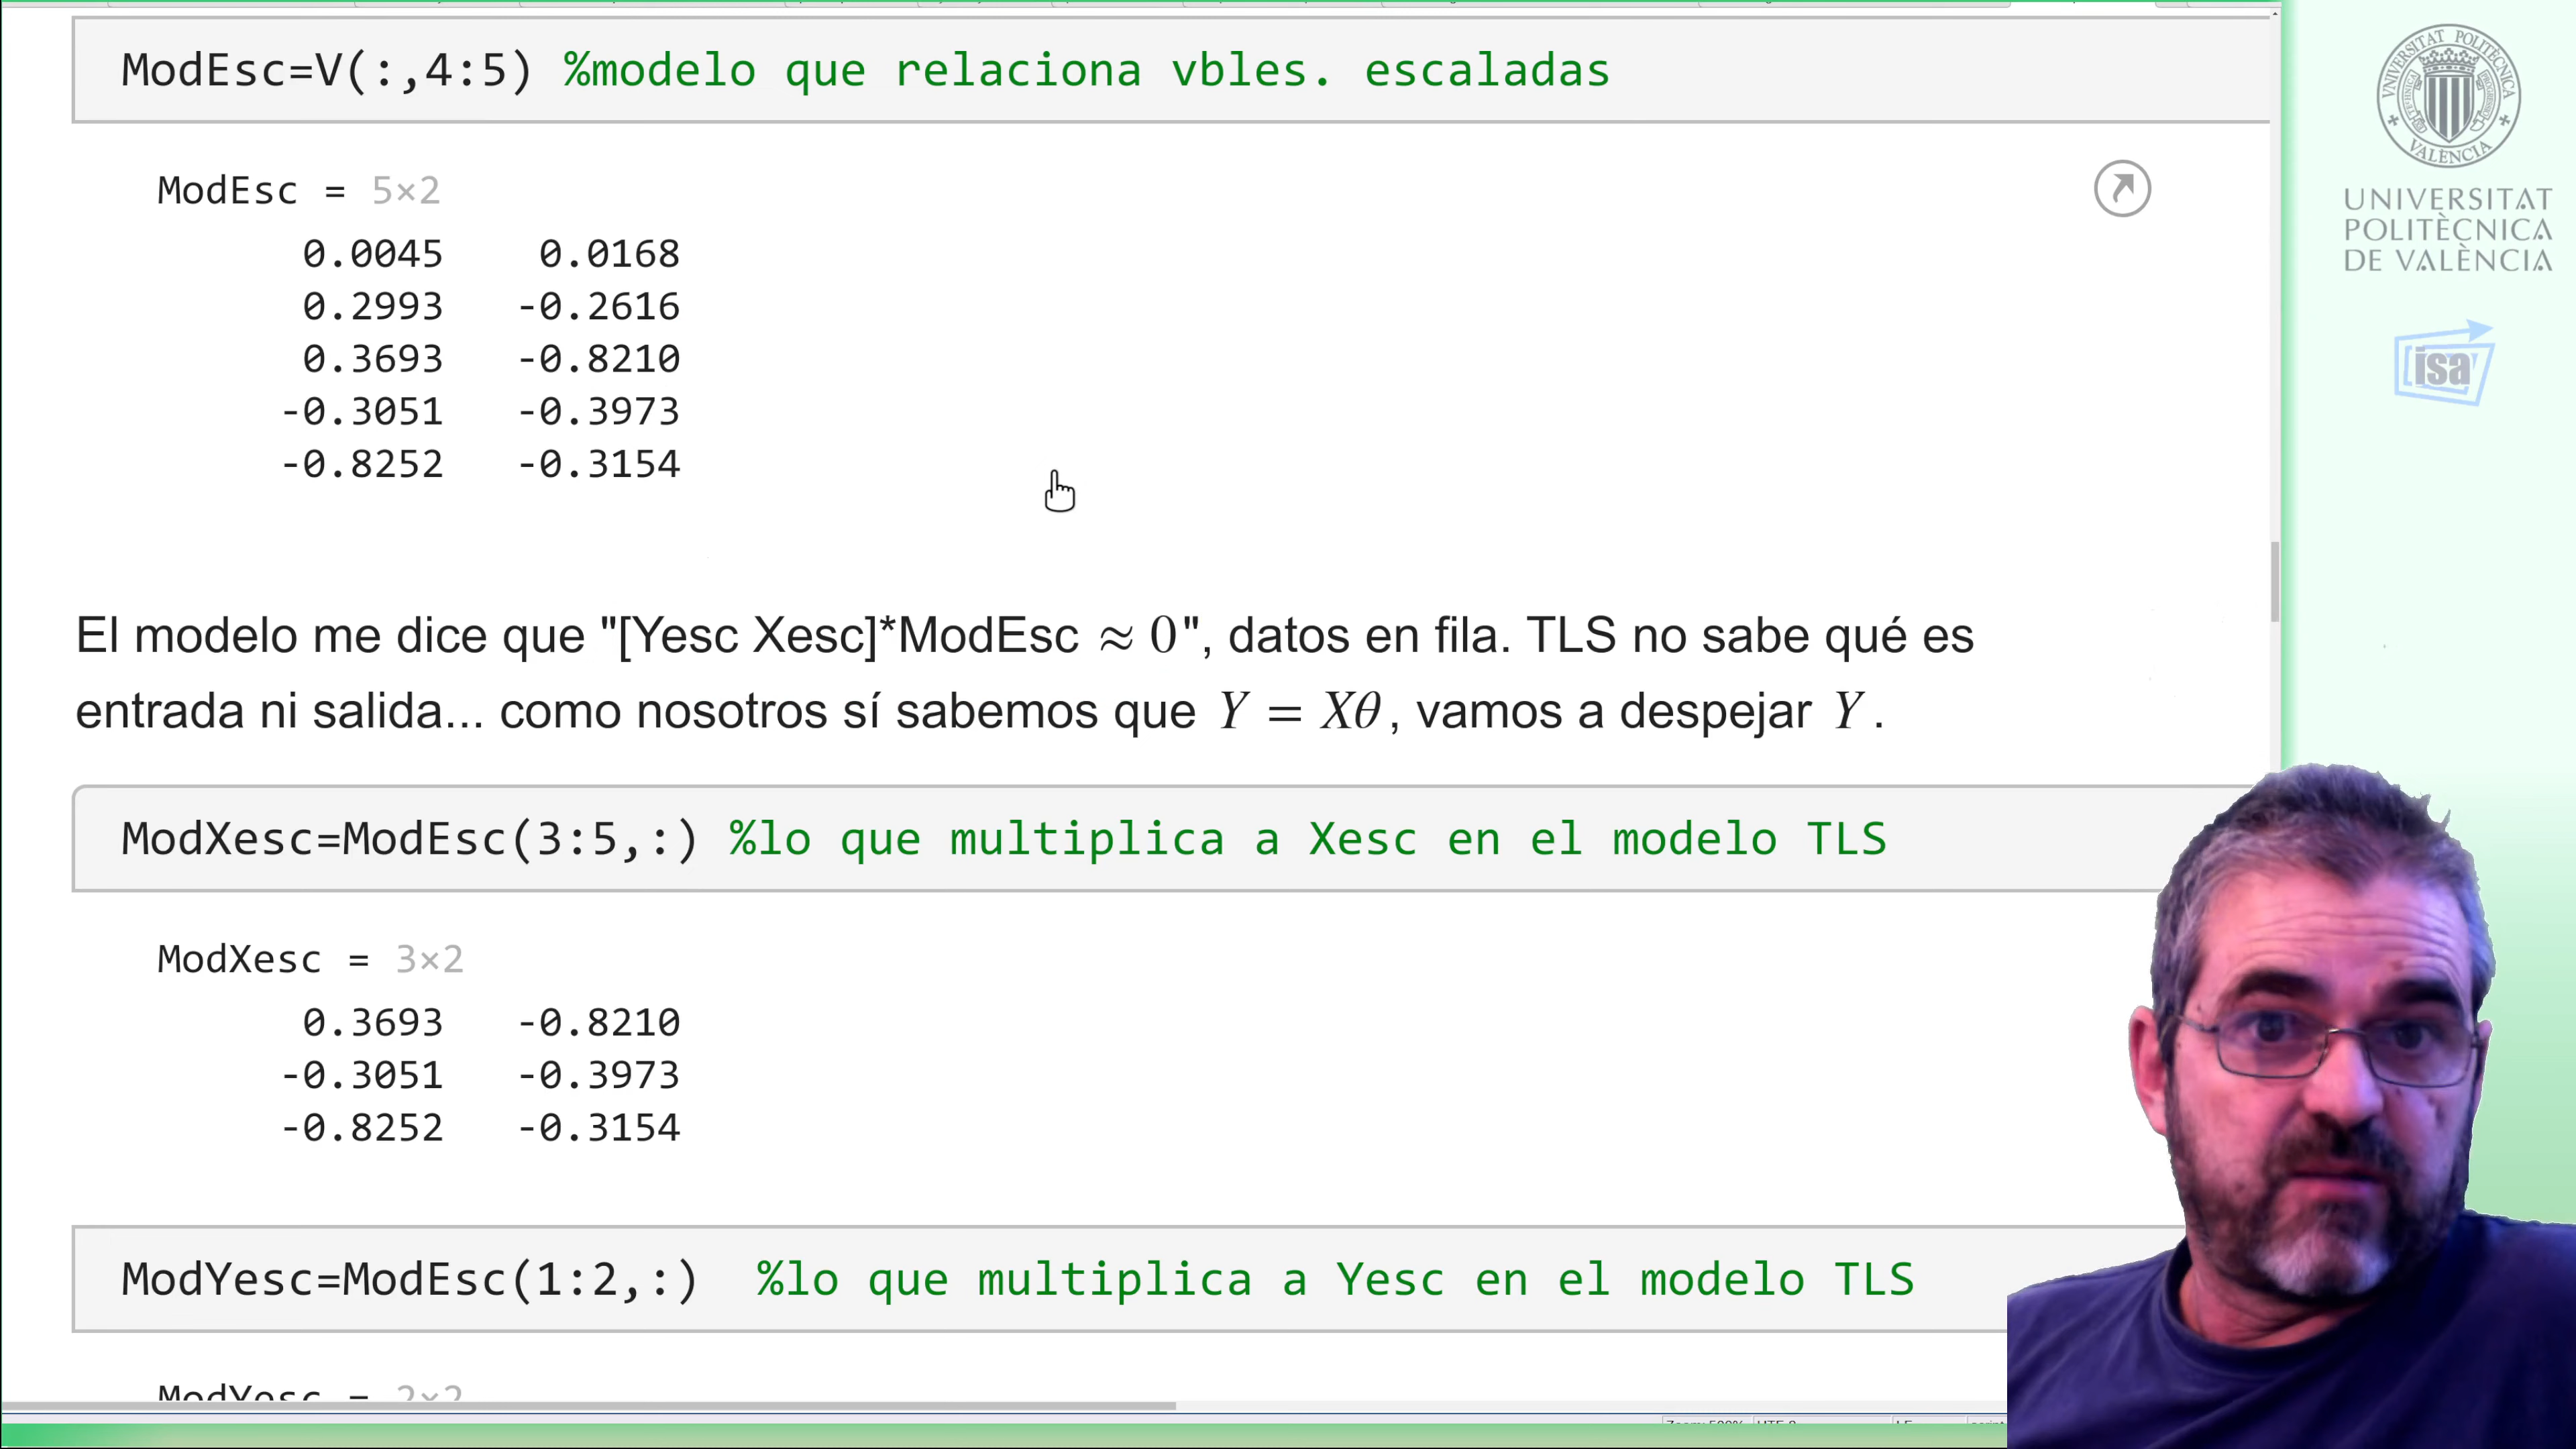 ModEsc=V(:,4:5) %modelo que relaciona vbles. escaladas
ModEsc = 5×2
0.0045 0.0168
0.2993 -0.2616
0.3693 -0.8210
-0.3051 -0.3973
-0.8252 -0.3154
El modelo me dice que "[Yesc Xesc]*ModEsc ≈ 0", datos en fila. TLS no sabe qué es
entrada ni salida... como nosotros sí sabemos que Y = Xθ, vamos a despejar Y.
ModXesc=ModEsc(3:5,:) %lo que multiplica a Xesc en el modelo TLS
ModXesc = 3×2
0.3693 -0.8210
-0.3051 -0.3973
-0.8252 -0.3154
ModYesc=ModEsc(1:2,:) %lo que multiplica a Yesc en el modelo TLS
ModYesc = 2×2
UNIVERSITAT
POLITÈCNICA
DE VALÈNCIA
isa